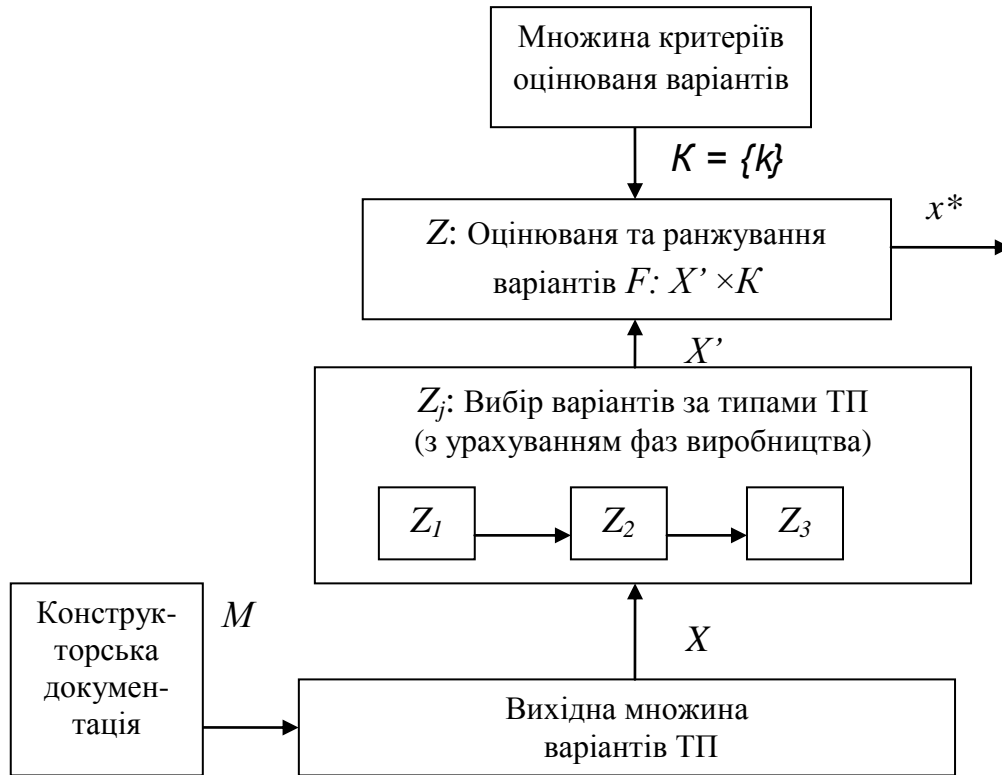 Множина критеріїв
оцінюваня варіантів
К = {k}
x*
Z: Оцінюваня та ранжування
варіантів F: X’ ×К
X’
Zj: Вибір варіантів за типами ТП
(з урахуванням фаз виробництва)
Z1
Z2
Z3
Конструк-
торська
докумен-
тація
M
X
Вихідна множина
варіантів ТП